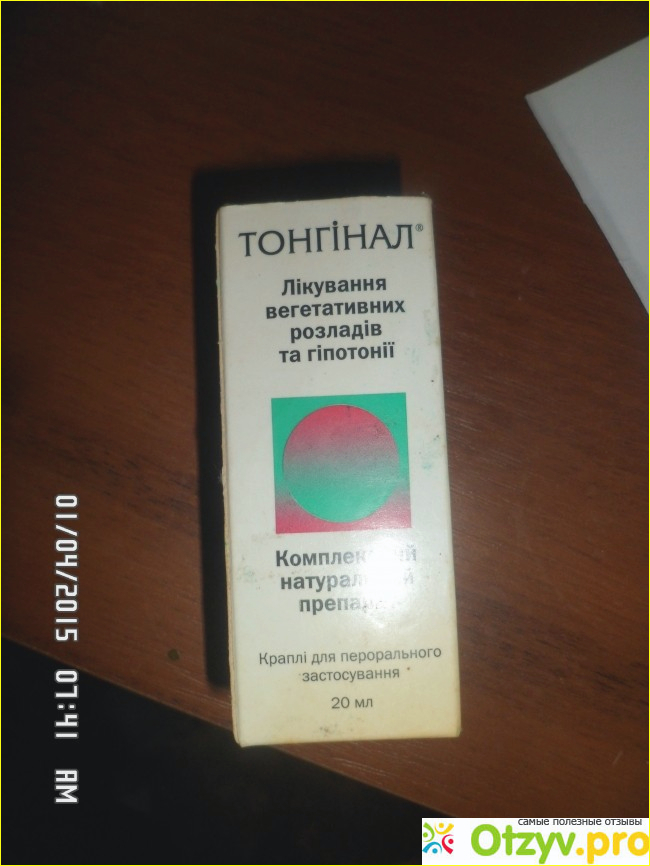 ТОНГІНАЛ®
Лікування
вегетативних
розладів
та гіпотонії
препа
Краплі для перорального
застосування
20 мл
01/04/2015 07:41 AM
самые полезные отзывы
Otzyv.pro